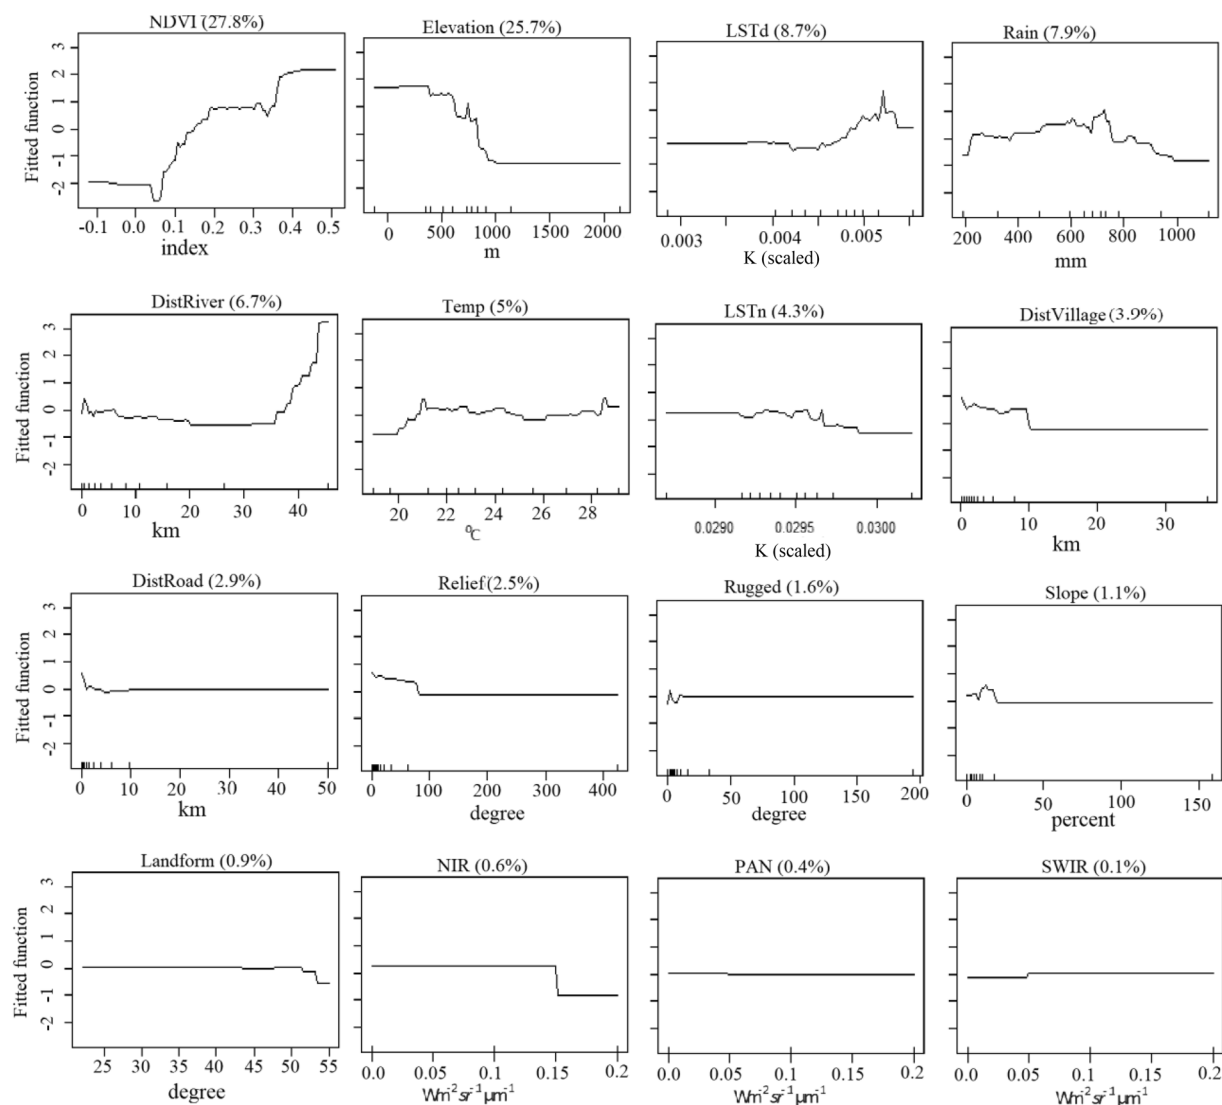 NDVI (27.8%)
Elevation (25.7%)
LSTd (8.7%)
Rain (7.9%)
Fitted function
3
2
1
0
-1
-2
-0.1 0.0 0.1 0.2 0.3 0.4 0.5
index
0 500 1000 1500 2000
m
0.003 0.004 0.005
K (scaled)
200 400 600 800 1000
mm
DistRiver (6.7%)
Temp (5%)
LSTn (4.3%)
DistVillage (3.9%)
Fitted function
3
2
1
0
-1
-2
0 10 20 30 40
km
20 22 24 26 28
°C
0.0290 0.0295 0.0300
K (scaled)
0 10 20 30
km
DistRoad (2.9%)
Relief (2.5%)
Rugged (1.6%)
Slope (1.1%)
Fitted function
3
2
1
0
-1
-2
0 10 20 30 40 50
km
0 100 200 300 400
degree
0 50 100 150 200
degree
0 50 100 150
percent
Landform (0.9%)
NIR (0.6%)
PAN (0.4%)
SWIR (0.1%)
Fitted function
3
2
1
0
-1
-2
25 30 35 40 45 50 55
degree
0.0 0.05 0.1 0.15 0.2
Wm⁻²sr⁻¹µm⁻¹
0.0 0.05 0.1 0.15 0.2
Wm⁻²sr⁻¹µm⁻¹
0.0 0.05 0.1 0.15 0.2
Wm⁻²sr⁻¹µm⁻¹